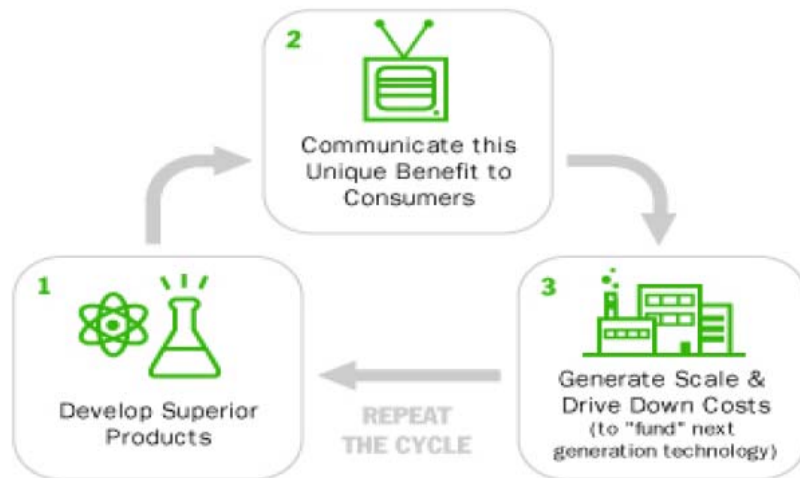 2
Communicate this
Unique Benefit to
Consumers
1
Develop Superior
Products
3
Generate Scale &
Drive Down Costs
(to "fund" next
generation technology)
REPEAT
THE CYCLE